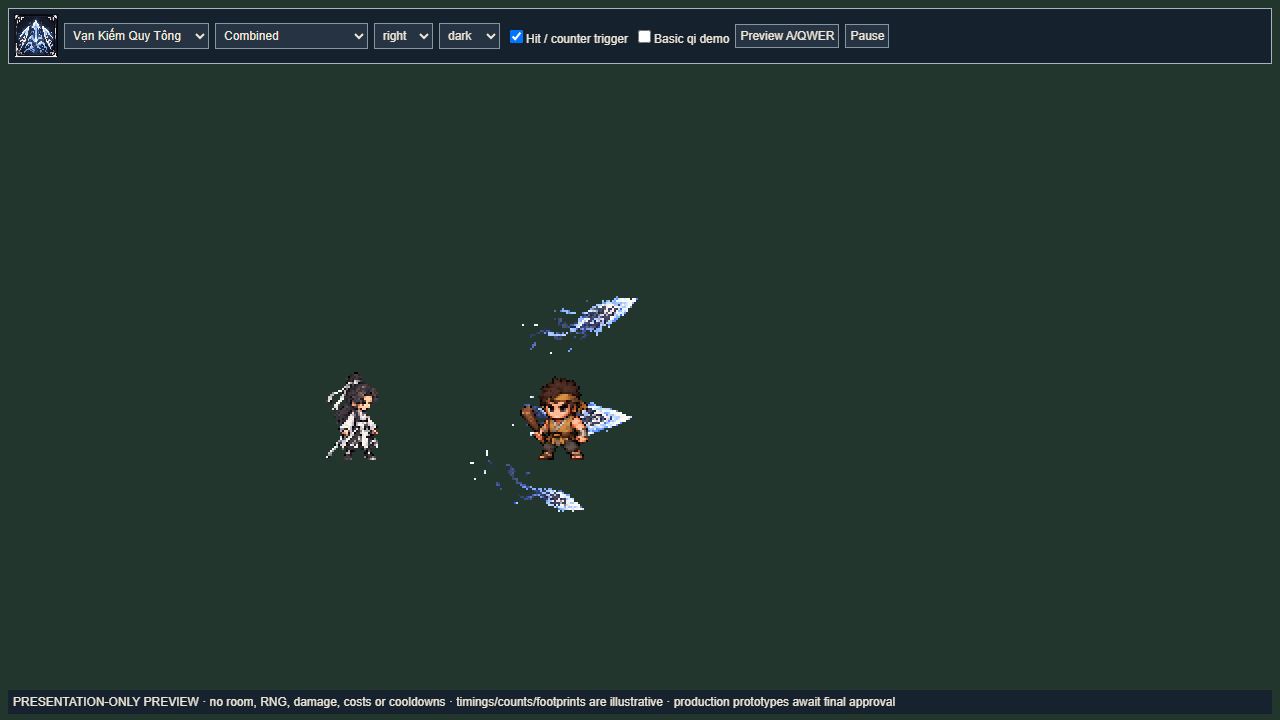 Vạn Kiếm Quy Tông Combined right dark Hit / counter trigger Basic qi demo Preview A/QWER Pause
PRESENTATION-ONLY PREVIEW · no room, RNG, damage, costs or cooldowns · timings/counts/footprints are illustrative · production prototypes await final approval